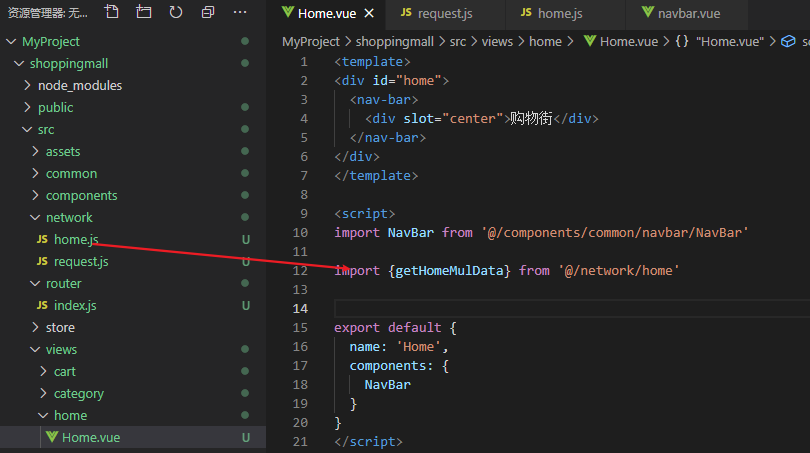 资源管理器: 无...
MyProject
shoppingmall
node_modules
public
src
assets
common
components
network
JS home.js U
JS request.js U
router
JS index.js U
store
views
cart
category
home
Home.vue U
Home.vue
JS request.js
JS home.js
navbar.vue
MyProject > shoppingmall > src > views > home > Home.vue > {} "Home.vue" >
1 <template>
2 <div id="home">
3 <nav-bar>
4 <div slot="center">购物街</div>
5 </nav-bar>
6 </div>
7 </template>
8
9 <script>
10 import NavBar from '@/components/common/navbar/NavBar'
11
12 import {getHomeMulData} from '@/network/home'
13
14
15 export default {
16 name: 'Home',
17 components: {
18 NavBar
19 }
20 }
21 </script>